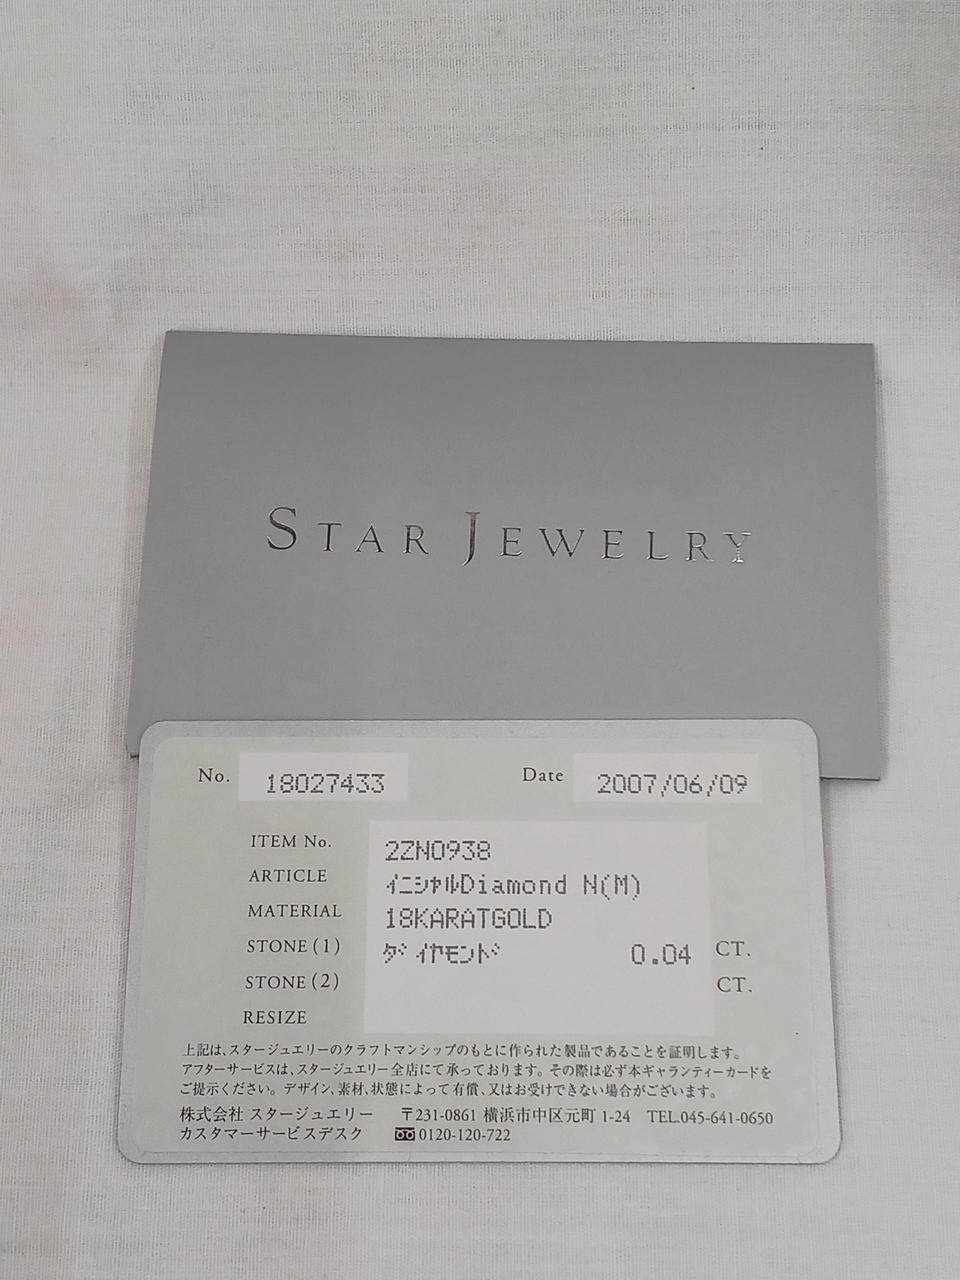 STAR JEWELRY
No. 18027433 Date 2007/06/09
ITEM No. 2ZN0938
ARTICLE イニシャルDiamond N(M)
MATERIAL 18KARATGOLD
STONE(1) ダイヤモンド 0.04 CT.
STONE(2) CT.
RESIZE
上記は、スタージュエリーのクラフトマンシップのもとに作られた製品であることを証明します。
アフターサービスは、スタージュエリー全店にて承っております。その際は必ず本ギャランティーカードを
ご提示ください。デザイン、素材、状態によって有償、又はお受けできない場合がございます。
株式会社 スタージュエリー 〒231-0861 横浜市中区元町 1-24 TEL.045-641-0650
カスタマーサービスデスク 0120-120-722